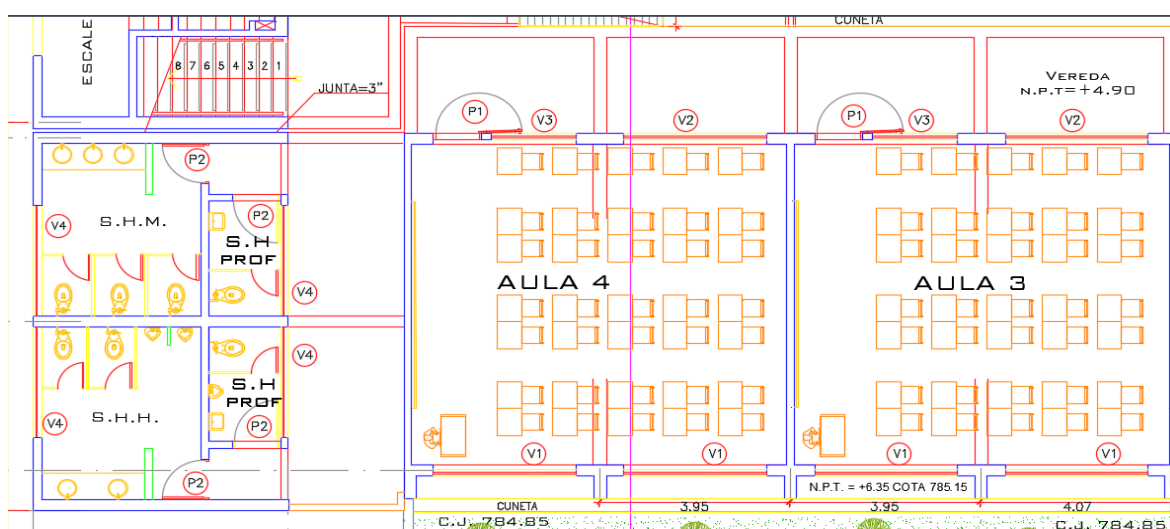 CUNETA
ESCALE
8 7 6 5 4 3 2 1
JUNTA=3"
VEREDA
N.P.T=+4.90
P1
V3
V2
P1
V3
V2
P2
V4
S.H.M.
P2
S.H
PROF
V4
AULA 4
AULA 3
V4
S.H
PROF
P2
V4
S.H.H.
P2
V1
V1
V1
V1
N.P.T. = +6.35 COTA 785.15
CUNETA
3.95
3.95
4.07
C.J. 784.85
C.J. 784.85